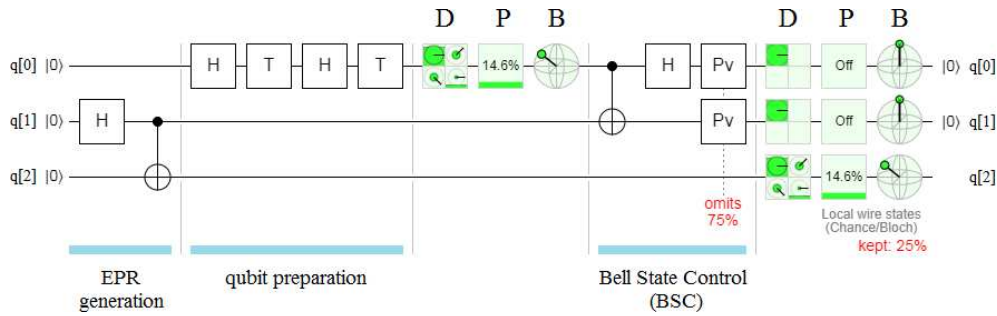 D P B D P B
q[0] |0⟩ H T H T 14.6% H Pv Off |0⟩ q[0]
q[1] |0⟩ H Pv Off |0⟩ q[1]
q[2] |0⟩ 14.6% q[2]
omits
75%
Local wire states
(Chance/Bloch)
kept: 25%
EPR
generation
qubit preparation
Bell State Control
(BSC)